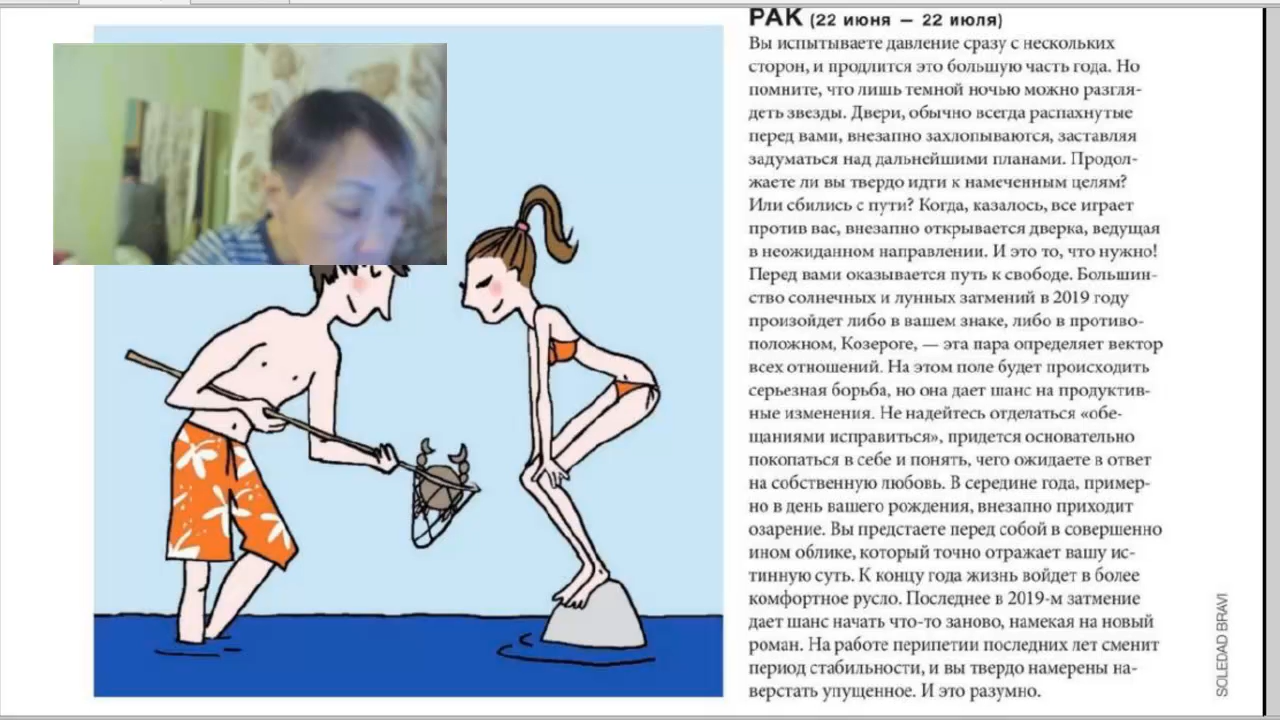 РАК (22 июня — 22 июля)
Вы испытываете давление сразу с нескольких
сторон, и продлится это большую часть года. Но
помните, что лишь темной ночью можно разгля-
деть звезды. Двери, обычно всегда распахнутые
перед вами, внезапно захлопываются, заставляя
задуматься над дальнейшими планами. Продол-
жаете ли вы твердо идти к намеченным целям?
Или сбились с пути? Когда, казалось, все играет
против вас, внезапно открывается дверка, ведущая
в неожиданном направлении. И это то, что нужно!
Перед вами оказывается путь к свободе. Большин-
ство солнечных и лунных затмений в 2019 году
произойдет либо в вашем знаке, либо в противо-
положном, Козероге, — эта пара определяет вектор
всех отношений. На этом поле будет происходить
серьезная борьба, но она дает шанс на продуктив-
ные изменения. Не надейтесь отделаться «обе-
щаниями исправиться», придется основательно
покопаться в себе и понять, чего ожидаете в ответ
на собственную любовь. В середине года, пример-
но в день вашего рождения, внезапно приходит
озарение. Вы предстаете перед собой в совершенно
ином облике, который точно отражает вашу ис-
тинную суть. К концу года жизнь войдет в более
комфортное русло. Последнее в 2019-м затмение
дает шанс начать что-то заново, намекая на новый
роман. На работе перипетии последних лет сменит
период стабильности, и вы твердо намерены на-
верстать упущенное. И это разумно.
SOLEDAD BRAVI